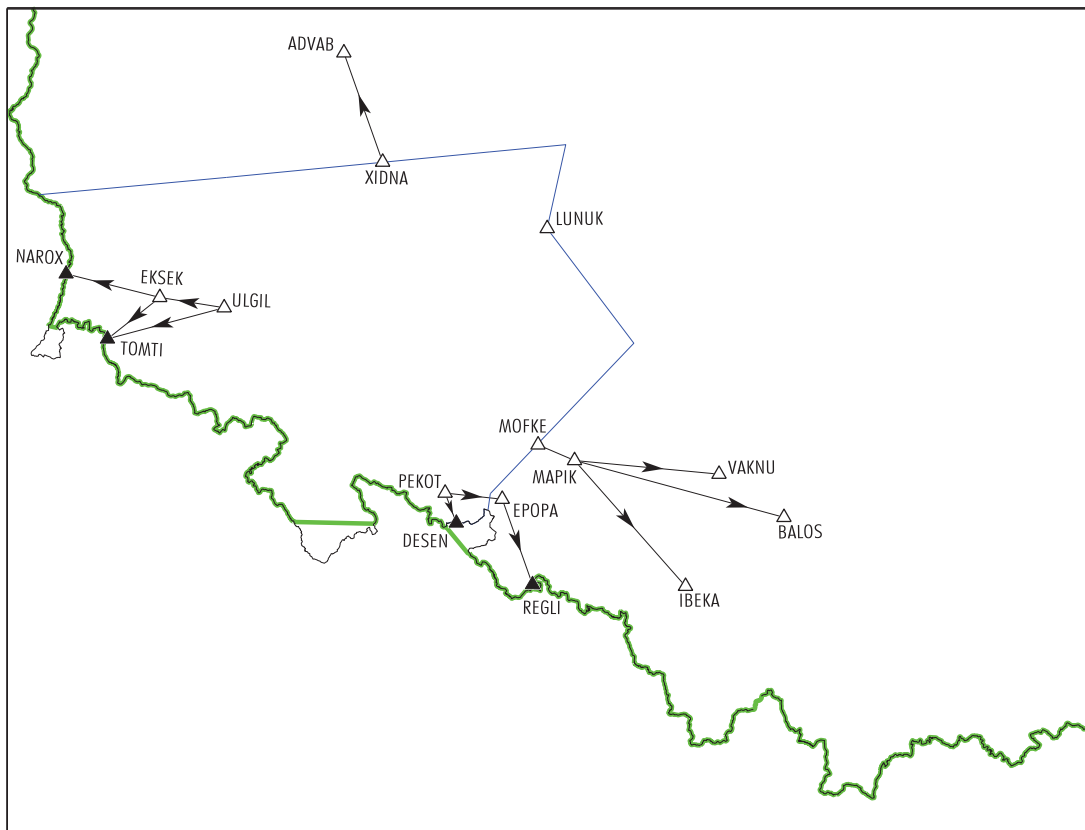 ADVAB
XIDNA
LUNUK
NAROX
EKSEK
ULGIL
TOMTI
MOFKE
MAPIK
VAKNU
PEKOT
EPOPA
BALOS
DESEN
IBEKA
REGLI